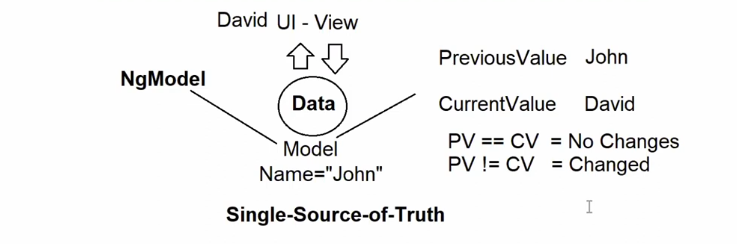 David UI - View
PreviousValue John
NgModel
Data
CurrentValue David
PV == CV = No Changes
Model
PV != CV = Changed
Name="John"
Single-Source-of-Truth